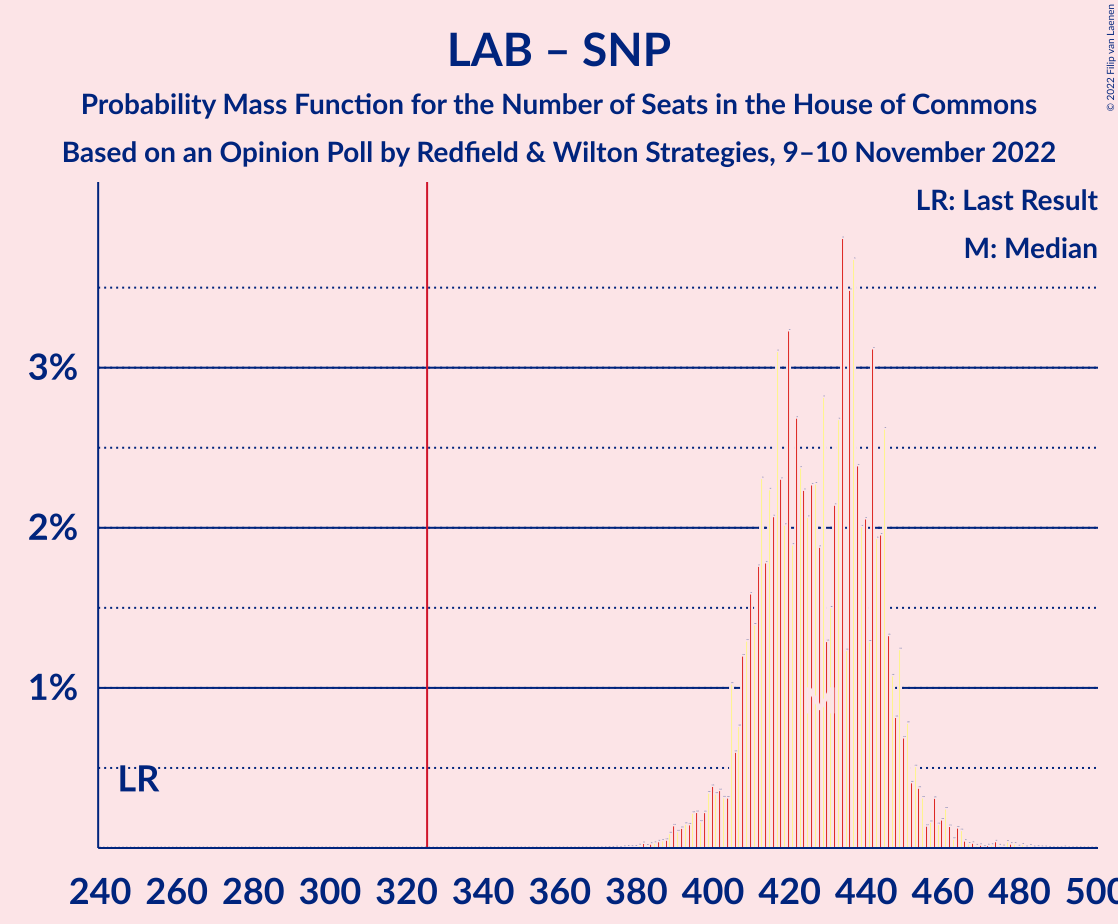 LAB – SNP
Probability Mass Function for the Number of Seats in the House of Commons
Based on an Opinion Poll by Redfield & Wilton Strategies, 9–10 November 2022
© 2022 Filip van Laenen
LR: Last Result
M: Median
3%
2%
1%
LR
240 260 280 300 320 340 360 380 400 420 440 460 480 500